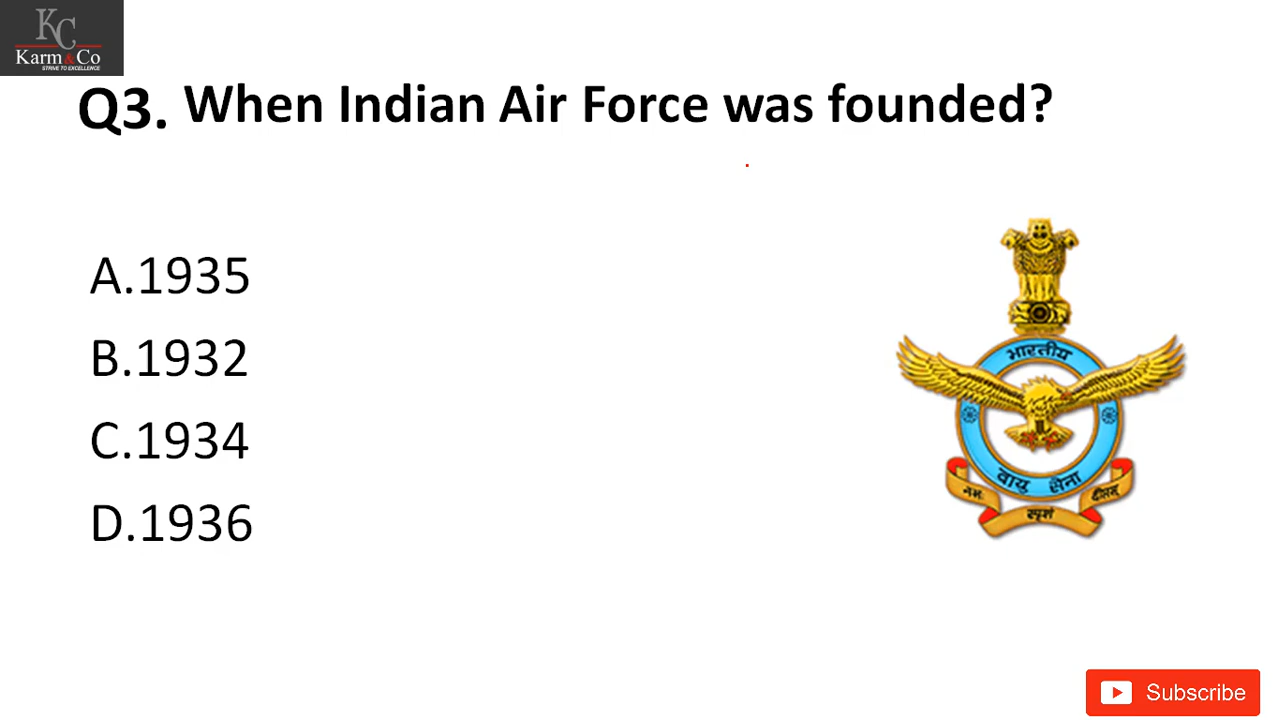 KC
Karm&Co
STRIVE TO EXCELLENCE
Q3. When Indian Air Force was founded?
A.1935
B.1932
C.1934
D.1936
भारतीय
वायु सेना
नभः स्पृशं दीप्तम्
Subscribe